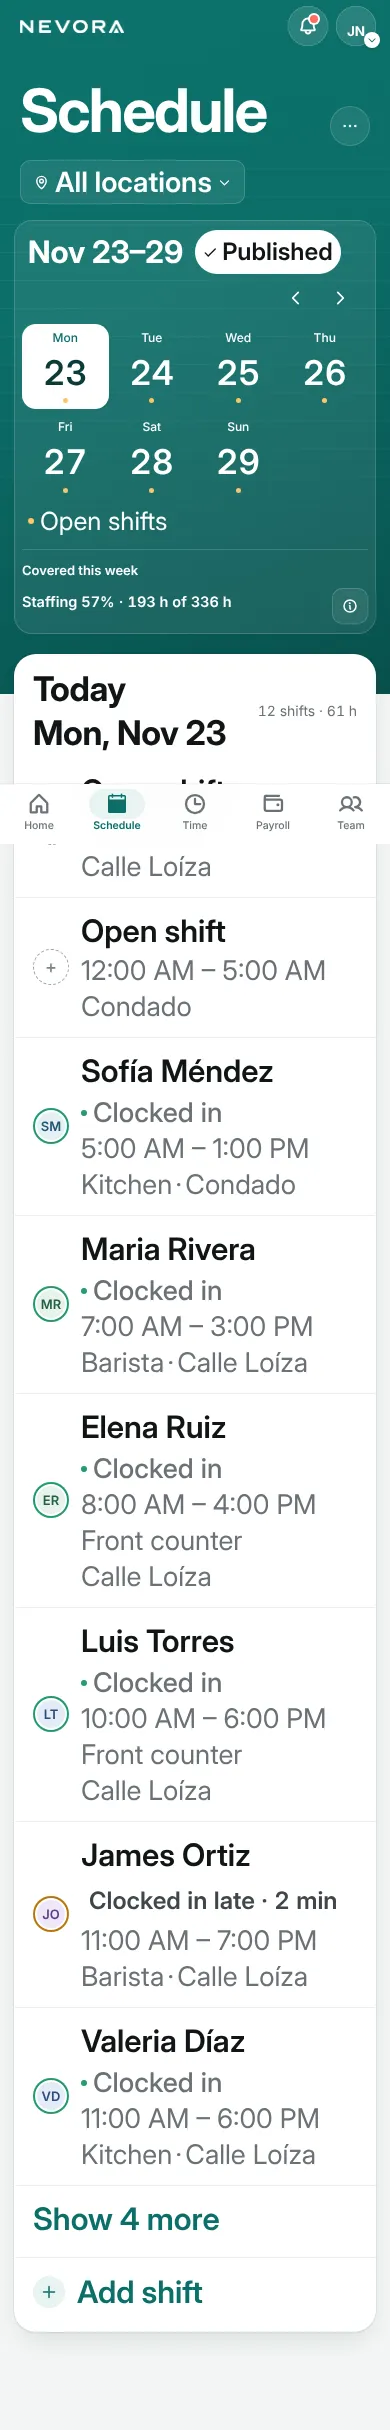 NEVORA
JN
Schedule
All locations
Nov 23–29
Published
Mon
23
Tue
24
Wed
25
Thu
26
Fri
27
Sat
28
Sun
29
Open shifts
Covered this week
Staffing 57% · 193 h of 336 h
Today
Mon, Nov 23
12 shifts · 61 h
Home
Schedule
Time
Payroll
Team
Calle Loíza
Open shift
12:00 AM – 5:00 AM
Condado
SM
Sofía Méndez
Clocked in
5:00 AM – 1:00 PM
Kitchen · Condado
MR
Maria Rivera
Clocked in
7:00 AM – 3:00 PM
Barista · Calle Loíza
ER
Elena Ruiz
Clocked in
8:00 AM – 4:00 PM
Front counter
Calle Loíza
LT
Luis Torres
Clocked in
10:00 AM – 6:00 PM
Front counter
Calle Loíza
JO
James Ortiz
Clocked in late · 2 min
11:00 AM – 7:00 PM
Barista · Calle Loíza
VD
Valeria Díaz
Clocked in
11:00 AM – 6:00 PM
Kitchen · Calle Loíza
Show 4 more
Add shift